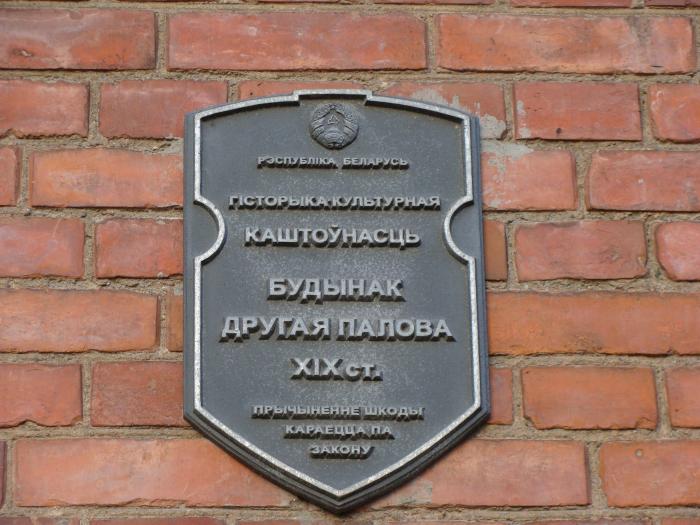 РЭСПУБЛІКА БЕЛАРУСЬ
ГІСТОРЫКА-КУЛЬТУРНАЯ
КАШТОЎНАСЦЬ
БУДЫНАК
ДРУГАЯ ПАЛОВА
XIX СТ.
ПРЫЧЫНЕННЕ ШКОДЫ
КАРАЕЦЦА ПА
ЗАКОНУ